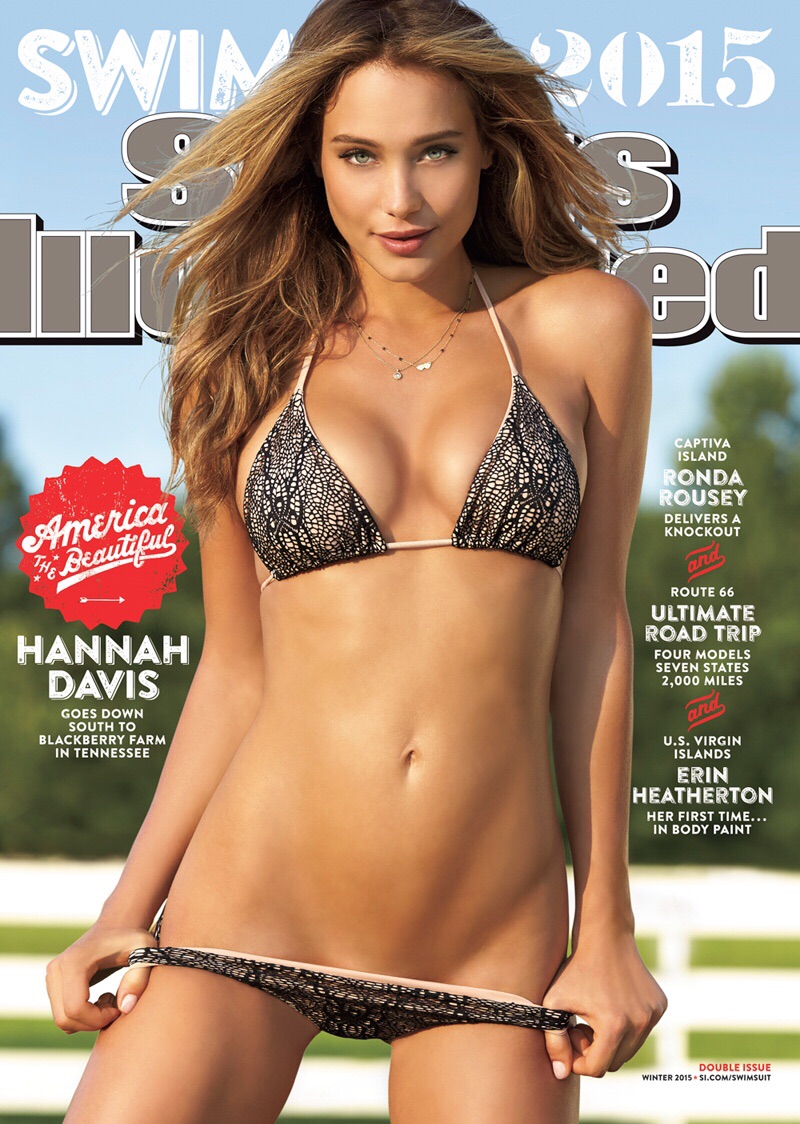 SWIM 2015
America
THE Beautiful
HANNAH
DAVIS
GOES DOWN
SOUTH TO
BLACKBERRY FARM
IN TENNESSEE
CAPTIVA
ISLAND
RONDA
ROUSEY
DELIVERS A
KNOCKOUT
and
ROUTE 66
ULTIMATE
ROAD TRIP
FOUR MODELS
SEVEN STATES
2,000 MILES
and
U.S. VIRGIN
ISLANDS
ERIN
HEATHERTON
HER FIRST TIME...
IN BODY PAINT
DOUBLE ISSUE
WINTER 2015 ★ SI.COM/SWIMSUIT